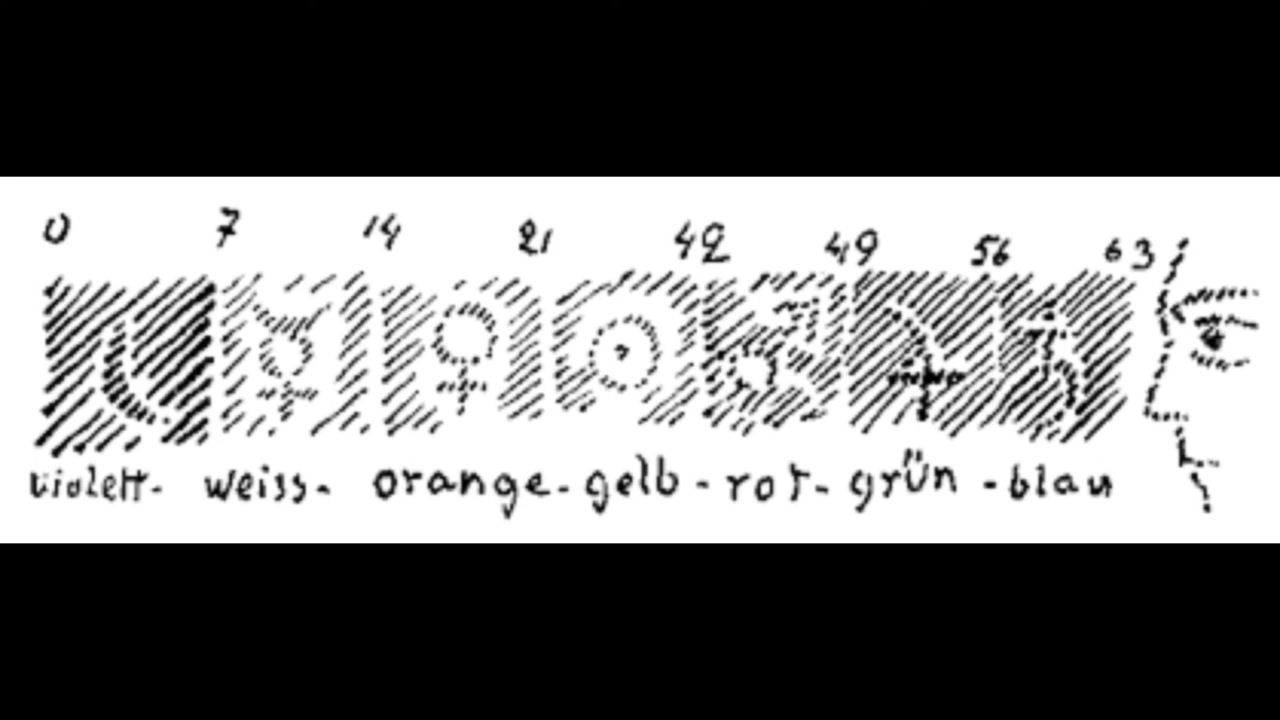 0 7 14 21 42 49 56 63
violett- weiss- orange-gelb-rot-grün-blau